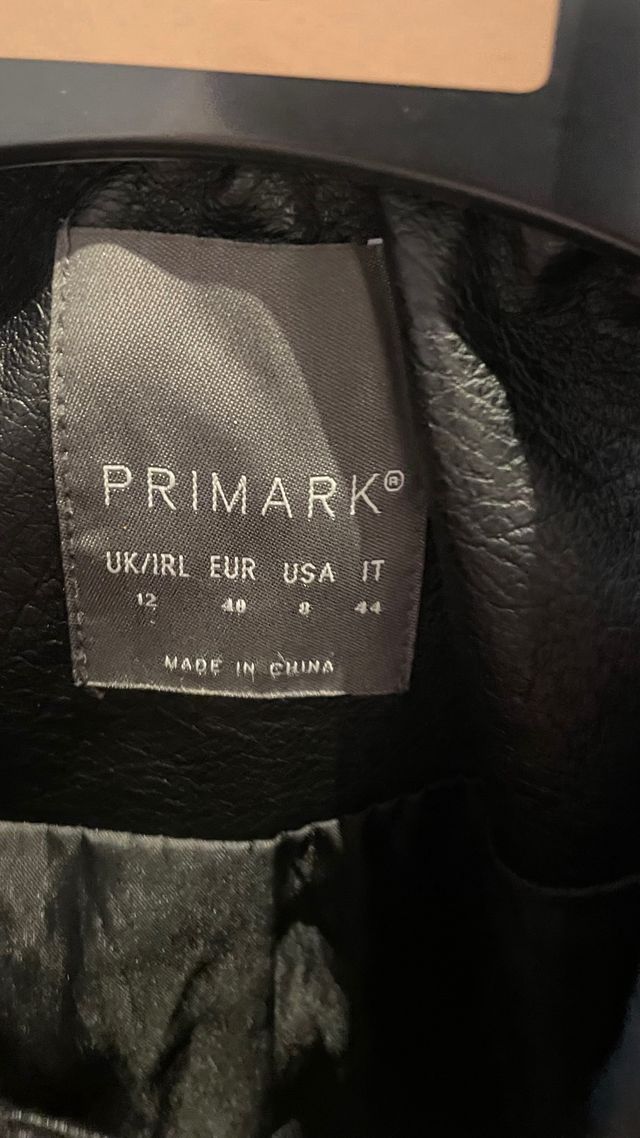 PRIMARK®
UK/IRL EUR USA IT
12 40 8 44
MADE IN CHINA